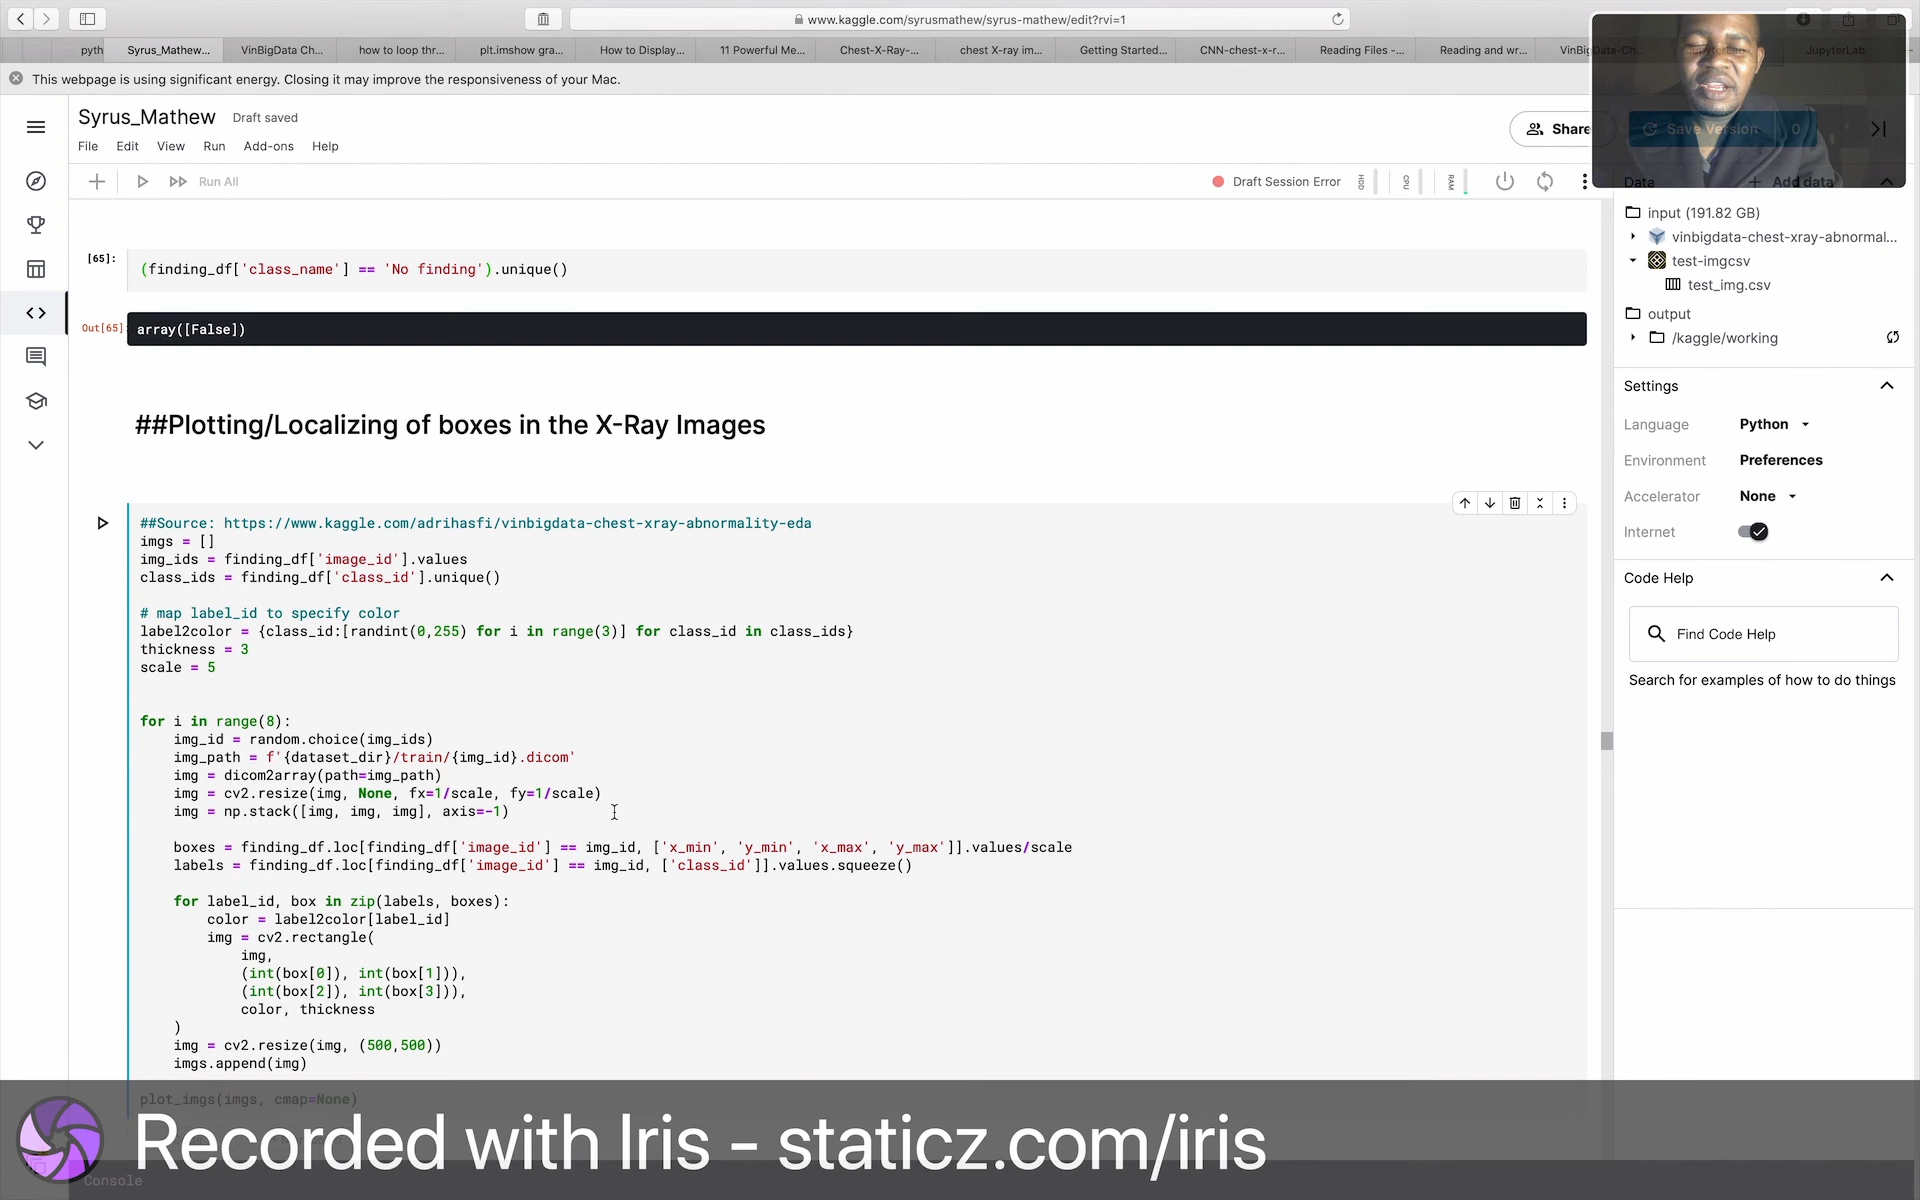 www.kaggle.com/syrusmathew/syrus-mathew/edit?rvi=1
pyth
Syrus_Mathew...
VinBigData Ch...
how to loop thr...
plt.imshow gra...
How to Display...
11 Powerful Me...
Chest-X-Ray-...
chest X-ray im...
Getting Started...
CNN-chest-x-r...
Reading Files -...
Reading and wr...
VinBigData-Ch...
JupyterLab
JupyterLab
This webpage is using significant energy. Closing it may improve the responsiveness of your Mac.
Syrus_Mathew Draft saved
Share
Save Version 0
File Edit View Run Add-ons Help
Run All
Draft Session Error
HDD
CPU
RAM
Data
+ Add data
input (191.82 GB)
vinbigdata-chest-xray-abnormal...
test-imgcsv
test_img.csv
output
/kaggle/working
Settings
Language Python
Environment Preferences
Accelerator None
Internet
Code Help
Find Code Help
Search for examples of how to do things
[65]:
(finding_df['class_name'] == 'No finding').unique()
Out[65]
array([False])
##Plotting/Localizing of boxes in the X-Ray Images
##Source: https://www.kaggle.com/adrihasfi/vinbigdata-chest-xray-abnormality-eda
imgs = []
img_ids = finding_df['image_id'].values
class_ids = finding_df['class_id'].unique()
# map label_id to specify color
label2color = {class_id:[randint(0,255) for i in range(3)] for class_id in class_ids}
thickness = 3
scale = 5
for i in range(8):
img_id = random.choice(img_ids)
img_path = f'{dataset_dir}/train/{img_id}.dicom'
img = dicom2array(path=img_path)
img = cv2.resize(img, None, fx=1/scale, fy=1/scale)
img = np.stack([img, img, img], axis=-1)
boxes = finding_df.loc[finding_df['image_id'] == img_id, ['x_min', 'y_min', 'x_max', 'y_max']].values/scale
labels = finding_df.loc[finding_df['image_id'] == img_id, ['class_id']].values.squeeze()
for label_id, box in zip(labels, boxes):
color = label2color[label_id]
img = cv2.rectangle(
img,
(int(box[0]), int(box[1])),
(int(box[2]), int(box[3])),
color, thickness
)
img = cv2.resize(img, (500,500))
imgs.append(img)
plot_imgs(imgs, cmap=None)
Recorded with Iris - staticz.com/iris
Console